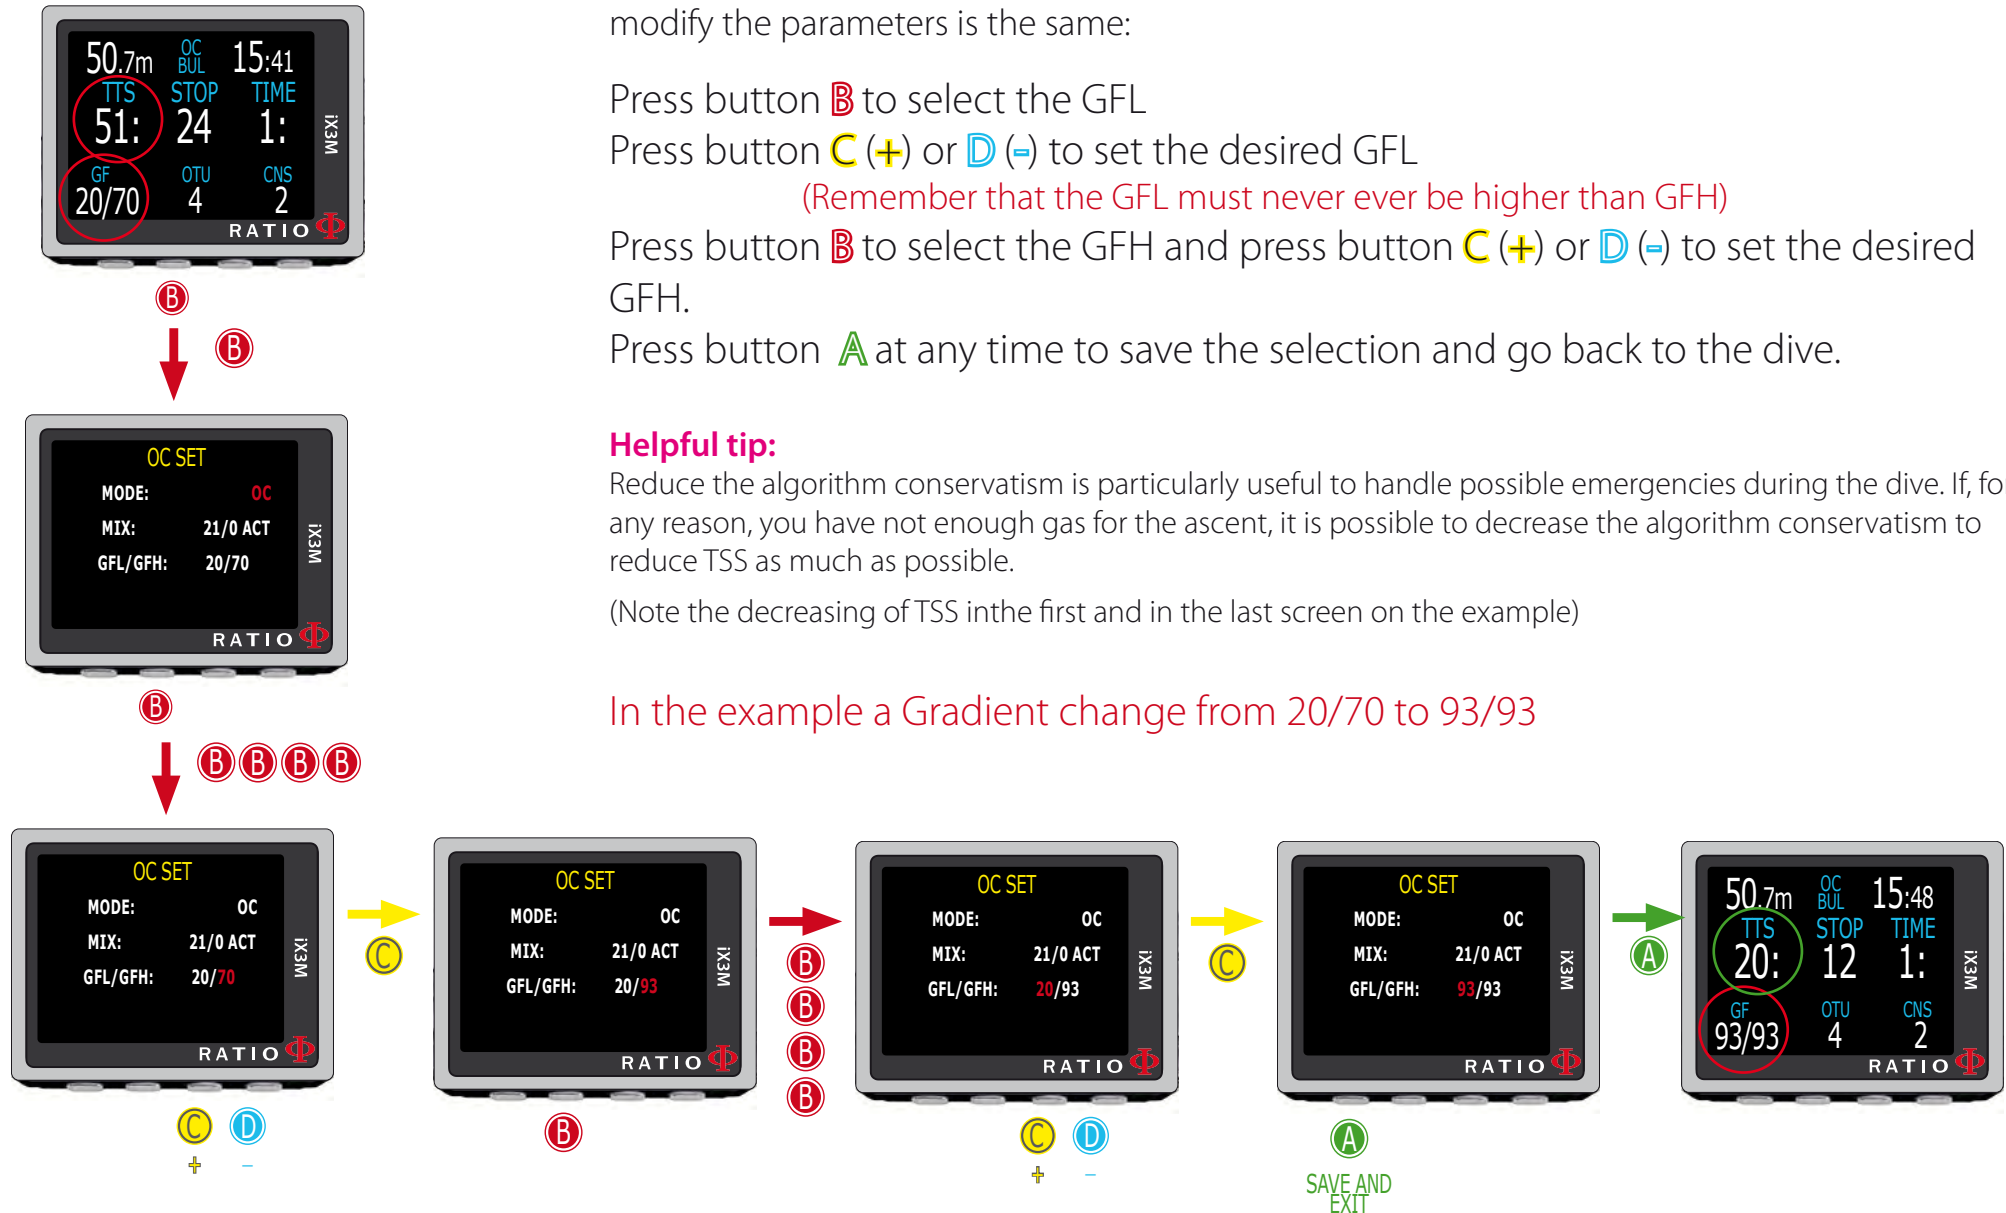 modify the parameters is the same:
Press button B to select the GFL
Press button C (+) or D (-) to set the desired GFL
(Remember that the GFL must never ever be higher than GFH)
Press button B to select the GFH and press button C (+) or D (-) to set the desired
GFH.
Press button A at any time to save the selection and go back to the dive.
Helpful tip:
Reduce the algorithm conservatism is particularly useful to handle possible emergencies during the dive. If, for
any reason, you have not enough gas for the ascent, it is possible to decrease the algorithm conservatism to
reduce TSS as much as possible.
(Note the decreasing of TSS inthe first and in the last screen on the example)
In the example a Gradient change from 20/70 to 93/93
50.7m OC BUL 15:41
TTS STOP TIME
51: 24 1:
GF OTU CNS
20/70 4 2
iX3M
RATIO
B
B
OC SET
MODE: OC
MIX: 21/0 ACT
GFL/GFH: 20/70
iX3M
RATIO
B
B B B B
OC SET
MODE: OC
MIX: 21/0 ACT
GFL/GFH: 20/70
iX3M
RATIO
C D
+ -
C
OC SET
MODE: OC
MIX: 21/0 ACT
GFL/GFH: 20/93
iX3M
RATIO
B
B
B
B
B
OC SET
MODE: OC
MIX: 21/0 ACT
GFL/GFH: 20/93
iX3M
RATIO
C D
+ -
C
OC SET
MODE: OC
MIX: 21/0 ACT
GFL/GFH: 93/93
iX3M
RATIO
A
SAVE AND
EXIT
A
50.7m OC BUL 15:48
TTS STOP TIME
20: 12 1:
GF OTU CNS
93/93 4 2
iX3M
RATIO